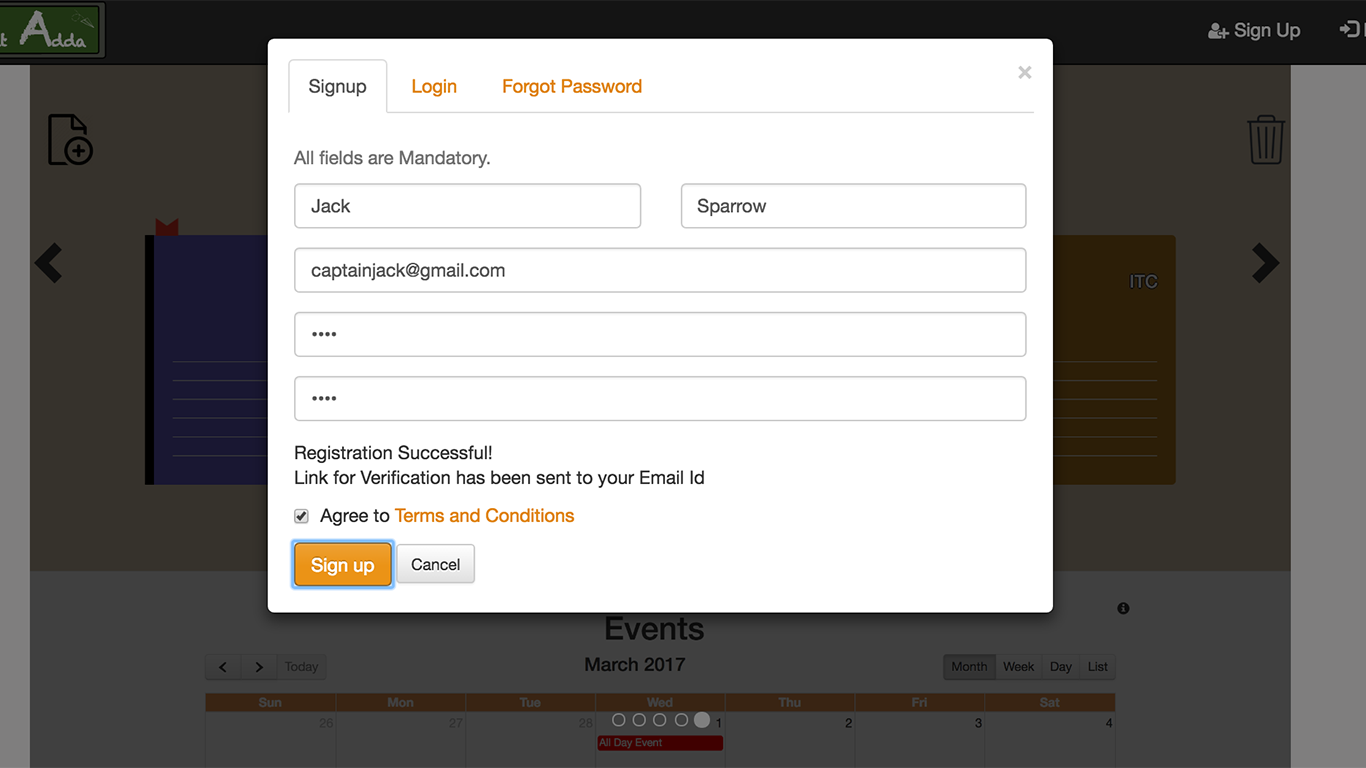 Adda
Sign Up
Signup Login Forgot Password ×
All fields are Mandatory.
Jack Sparrow
captainjack@gmail.com
••••
••••
ITC
Registration Successful!
Link for Verification has been sent to your Email Id
Agree to Terms and Conditions
Sign up Cancel
Events
Today March 2017 Month Week Day List
Sun Mon Tue Wed Thu Fri Sat
26 27 28 1 2 3 4
All Day Event